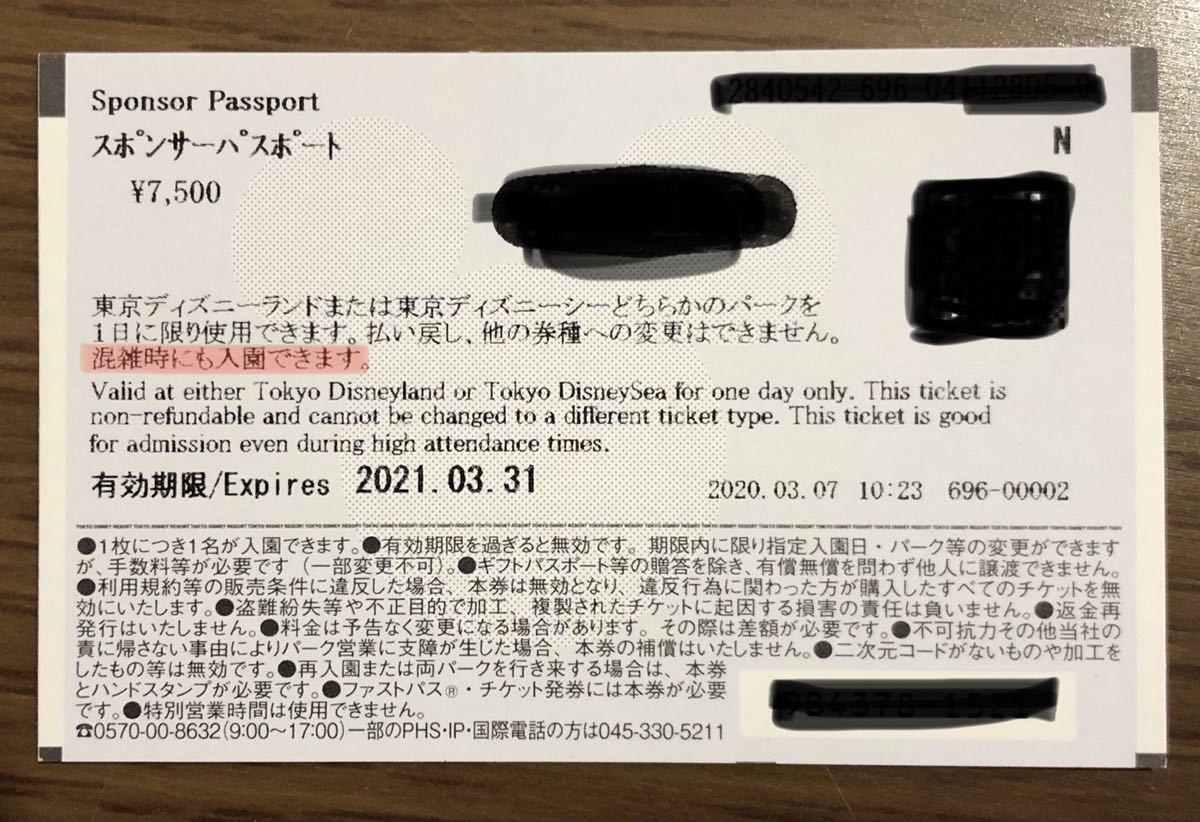 Sponsor Passport
スポンサーパスポート
¥7,500
N
東京ディズニーランドまたは東京ディズニーシーどちらかのパークを
1日に限り使用できます。払い戻し、他の券種への変更はできません。
混雑時にも入園できます。
Valid at either Tokyo Disneyland or Tokyo DisneySea for one day only. This ticket is
non-refundable and cannot be changed to a different ticket type. This ticket is good
for admission even during high attendance times.
有効期限/Expires 2021.03.31
2020.03.07 10:23 696-00002
TOKYO DISNEY RESORT TOKYO DISNEY RESORT TOKYO DISNEY RESORT TOKYO DISNEY RESORT
●1枚につき1名が入園できます。●有効期限を過ぎると無効です。期限内に限り指定入園日・パーク等の変更ができます
が、手数料等が必要です(一部変更不可)。●ギフトパスポート等の贈答を除き、有償無償を問わず他人に譲渡できません。
●利用規約等の販売条件に違反した場合、本券は無効となり、違反行為に関わった方が購入したすべてのチケットを無
効にいたします。●盗難紛失等や不正目的で加工、複製されたチケットに起因する損害の責任は負いません。●返金再
発行はいたしません。●料金は予告なく変更になる場合があります。その際は差額が必要です。●不可抗力その他当社の
責に帰さない事由によりパーク営業に支障が生じた場合、本券の補償はいたしません。●二次元コードがないものや加工を
したもの等は無効です。●再入園または両パークを行き来する場合は、本券
とハンドスタンプが必要です。●ファストパス®・チケット発券には本券が必要
です。●特別営業時間は使用できません。
☎0570-00-8632(9:00〜17:00)一部のPHS・IP・国際電話の方は045-330-5211